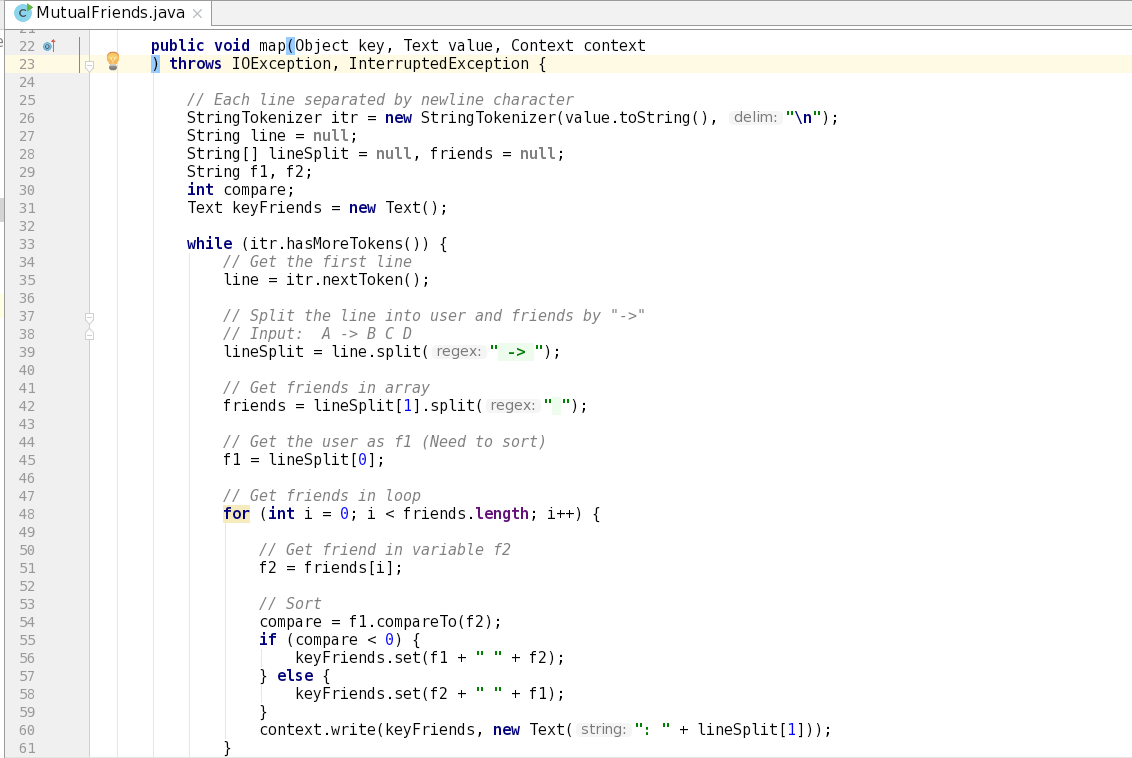 MutualFriends.java
22 public void map(Object key, Text value, Context context
23 ) throws IOException, InterruptedException {
24
25 // Each line separated by newline character
26 StringTokenizer itr = new StringTokenizer(value.toString(), delim: "\n");
27 String line = null;
28 String[] lineSplit = null, friends = null;
29 String f1, f2;
30 int compare;
31 Text keyFriends = new Text();
32
33 while (itr.hasMoreTokens()) {
34 // Get the first line
35 line = itr.nextToken();
36
37 // Split the line into user and friends by "->"
38 // Input:  A -> B C D
39 lineSplit = line.split( regex: " -> ");
40
41 // Get friends in array
42 friends = lineSplit[1].split( regex: " ");
43
44 // Get the user as f1 (Need to sort)
45 f1 = lineSplit[0];
46
47 // Get friends in loop
48 for (int i = 0; i < friends.length; i++) {
49
50 // Get friend in variable f2
51 f2 = friends[i];
52
53 // Sort
54 compare = f1.compareTo(f2);
55 if (compare < 0) {
56 keyFriends.set(f1 + " " + f2);
57 } else {
58 keyFriends.set(f2 + " " + f1);
59 }
60 context.write(keyFriends, new Text( string: ": " + lineSplit[1]));
61 }